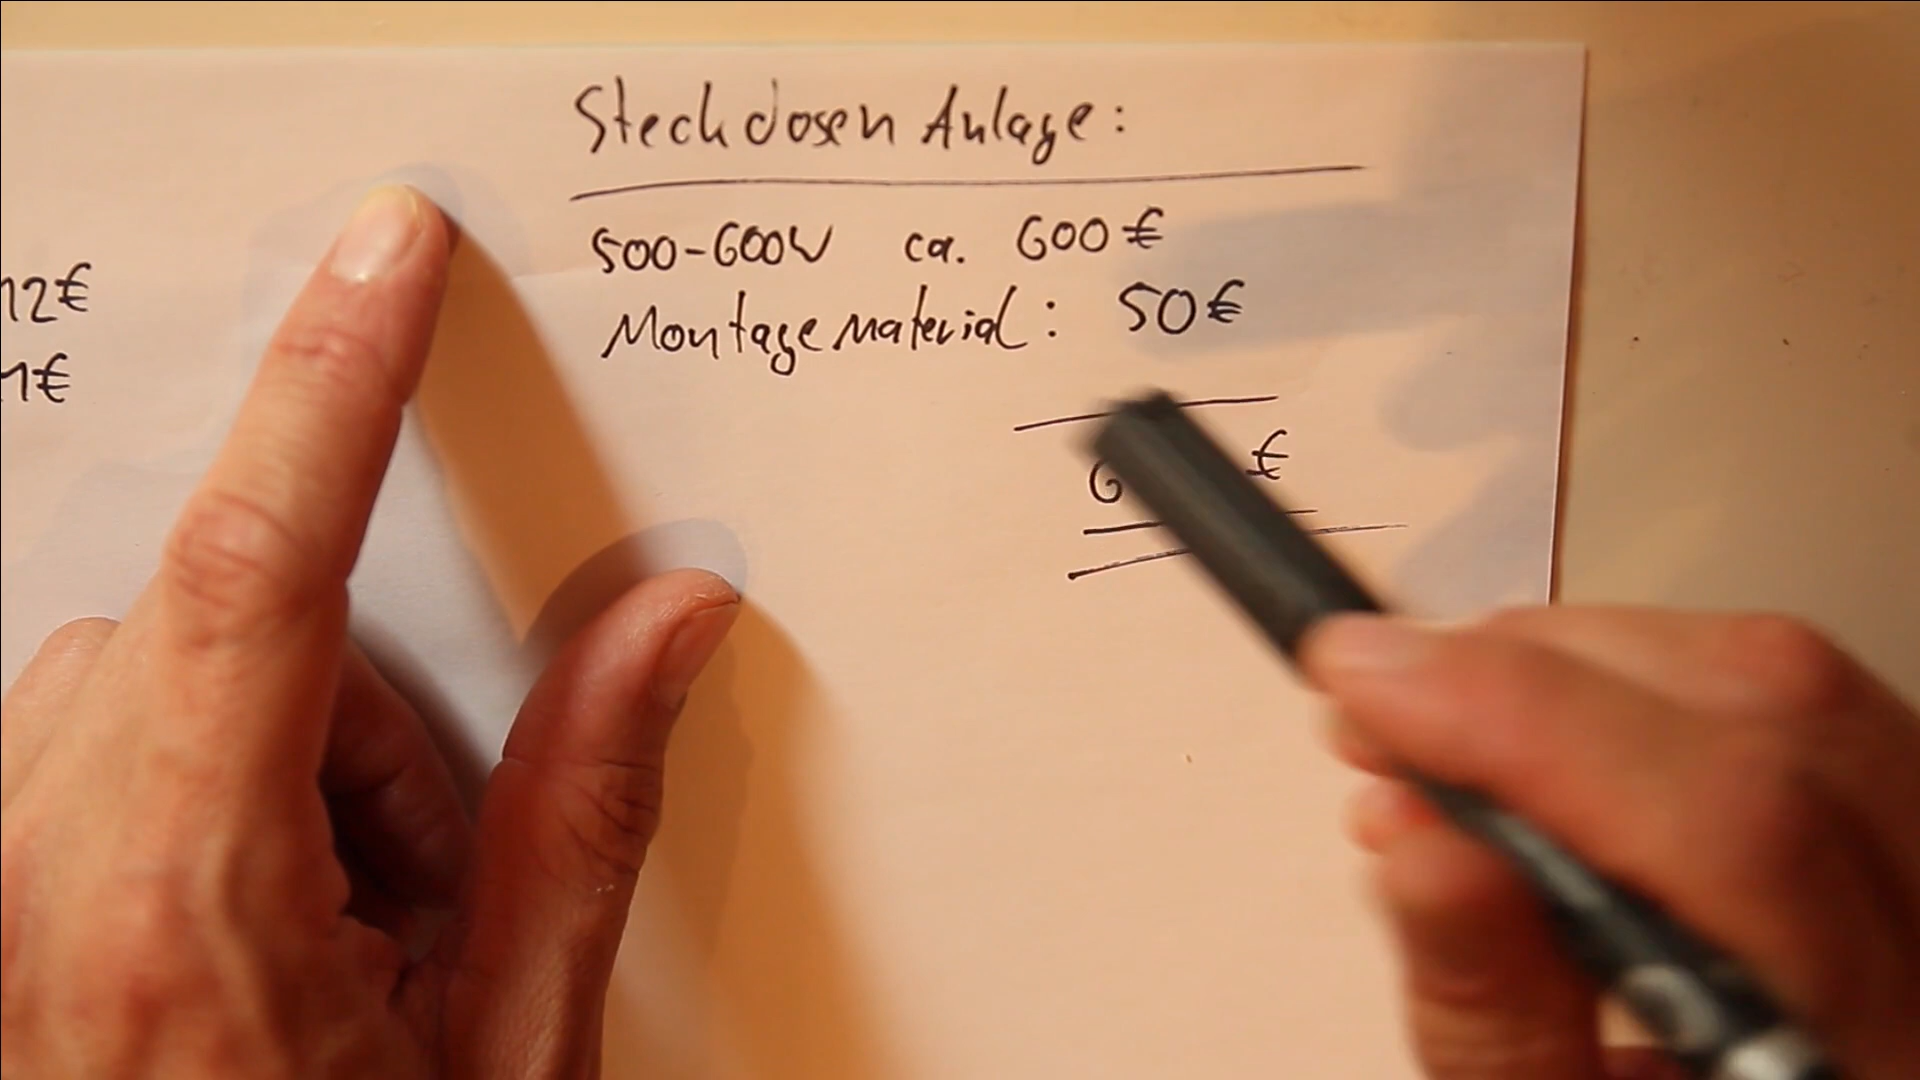 Steckdosen Anlage:
500-600W ca. 600€
12€
Montagematerial: 50€
1€
€